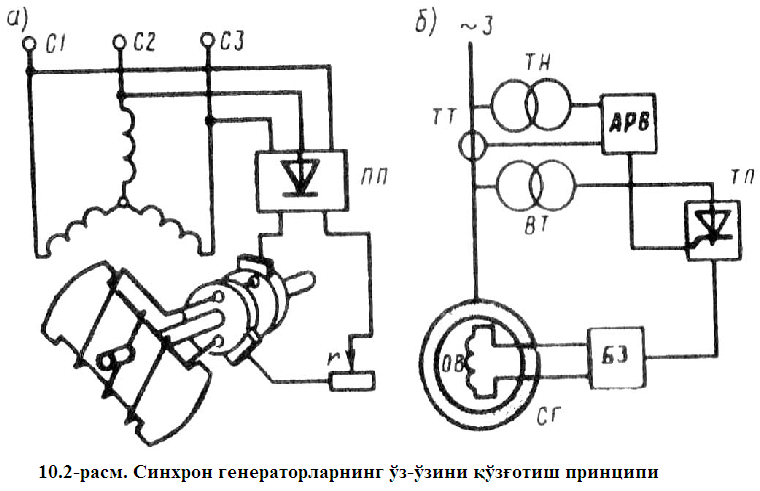 а)
С1 С2 С3
ПП
r
б)
~3
ТН
ТТ
АРВ
ВТ
ТП
ОВ
БЗ
СГ
10.2-расм. Синхрон генераторларнинг ўз-ўзини қўзғотиш принципи